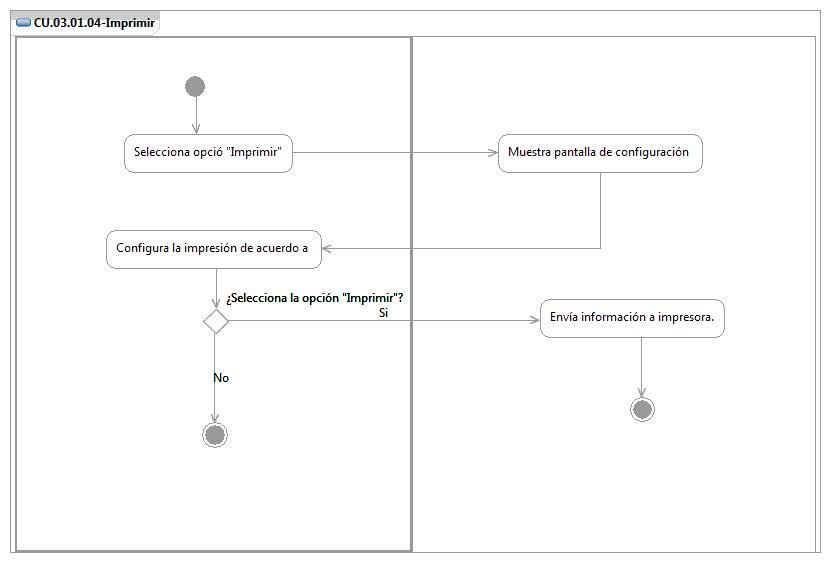 CU.03.01.04-Imprimir
Selecciona opció "Imprimir"
Muestra pantalla de configuración
Configura la impresión de acuerdo a
¿Selecciona la opción "Imprimir"?
Si
Envía información a impresora.
No